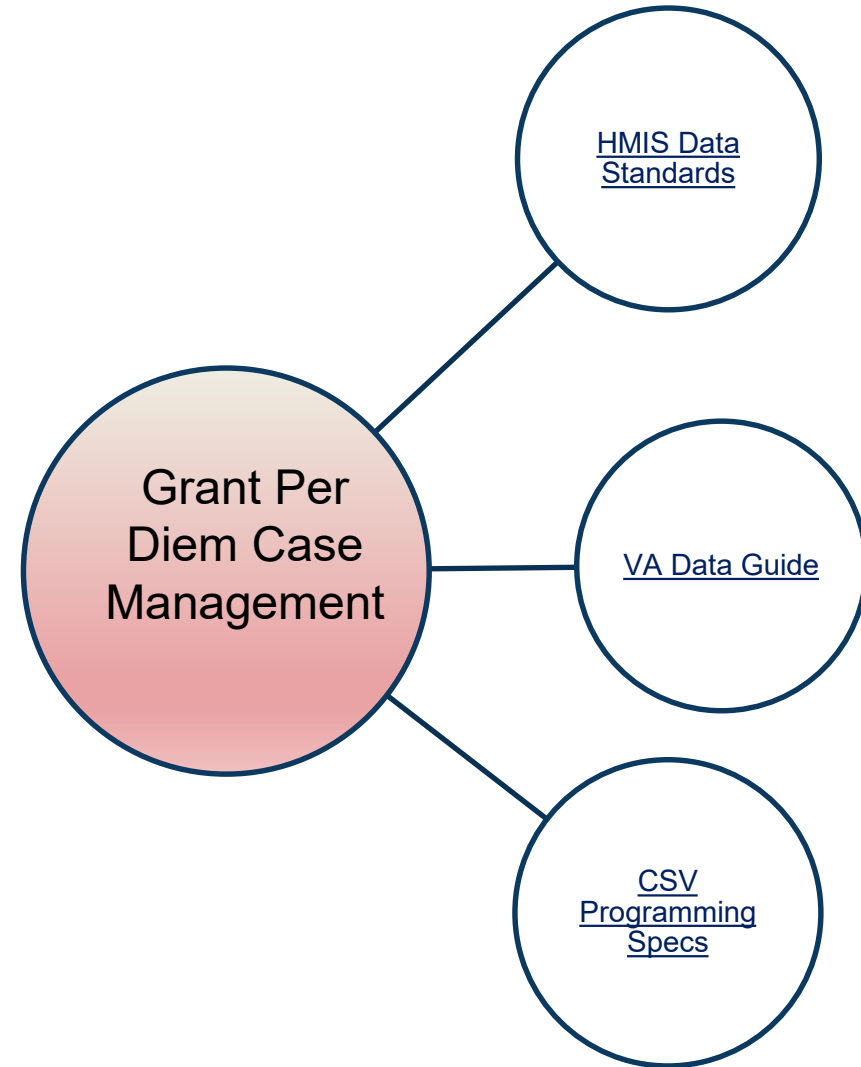 HMIS Data
Standards
Grant Per
Diem Case
Management
VA Data Guide
CSV
Programming
Specs